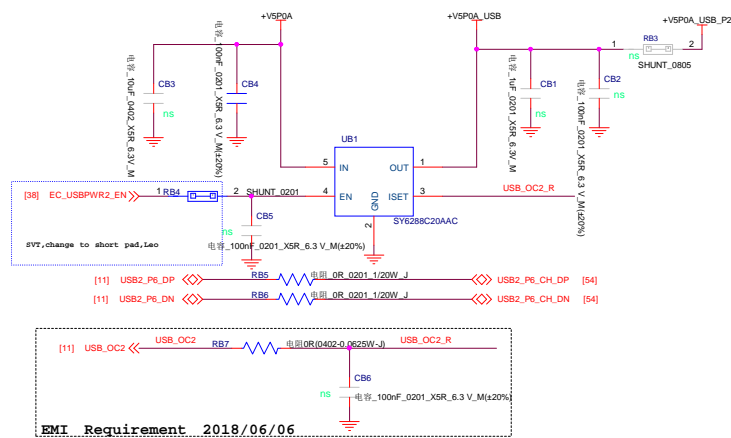 +V5P0A
+V5P0A_USB
+V5P0A_USB_P2
RB3
1
2
SHUNT_0805
ns
CB3
电容_10uF_0402_X5R_6.3V_M
ns
CB4
电容_100nF_0201_X5R_6.3 V_M(±20%)
CB1
电容_1uF_0201_X5R_6.3V_M
ns
CB2
电容_100nF_0201_X5R_6.3 V_M(±20%)
ns
UB1
5
IN
OUT
1
4
EN
ISET
3
GND
2
SY6288C20AAC
USB_OC2_R
[38]
EC_USBPWR2_EN
1
RB4
2
SHUNT_0201
CB5
ns
电容_100nF_0201_X5R_6.3 V_M(±20%)
SVT,change to short pad,Leo
[11]
USB2_P6_DP
RB5
电阻_0R_0201_1/20W_J
USB2_P6_CH_DP
[54]
[11]
USB2_P6_DN
RB6
电阻_0R_0201_1/20W_J
USB2_P6_CH_DN
[54]
[11]
USB_OC2
USB_OC2
RB7
电阻0R(0402-0.0625W-J)
USB_OC2_R
CB6
ns
电容_100nF_0201_X5R_6.3 V_M(±20%)
EMI Requirement 2018/06/06